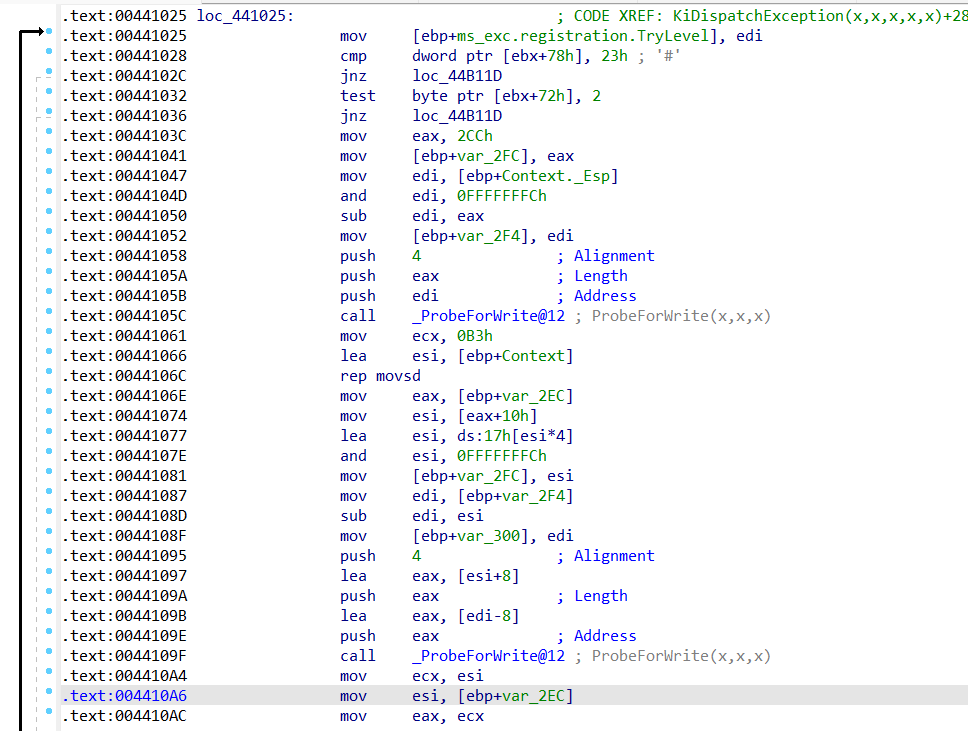 .text:00441025 loc_441025: ; CODE XREF: KiDispatchException(x,x,x,x,x)+28
.text:00441025 mov [ebp+ms_exc.registration.TryLevel], edi
.text:00441028 cmp dword ptr [ebx+78h], 23h ; '#'
.text:0044102C jnz loc_44B11D
.text:00441032 test byte ptr [ebx+72h], 2
.text:00441036 jnz loc_44B11D
.text:0044103C mov eax, 2CCh
.text:00441041 mov [ebp+var_2FC], eax
.text:00441047 mov edi, [ebp+Context._Esp]
.text:0044104D and edi, 0FFFFFFFCh
.text:00441050 sub edi, eax
.text:00441052 mov [ebp+var_2F4], edi
.text:00441058 push 4 ; Alignment
.text:0044105A push eax ; Length
.text:0044105B push edi ; Address
.text:0044105C call _ProbeForWrite@12 ; ProbeForWrite(x,x,x)
.text:00441061 mov ecx, 0B3h
.text:00441066 lea esi, [ebp+Context]
.text:0044106C rep movsd
.text:0044106E mov eax, [ebp+var_2EC]
.text:00441074 mov esi, [eax+10h]
.text:00441077 lea esi, ds:17h[esi*4]
.text:0044107E and esi, 0FFFFFFFCh
.text:00441081 mov [ebp+var_2FC], esi
.text:00441087 mov edi, [ebp+var_2F4]
.text:0044108D sub edi, esi
.text:0044108F mov [ebp+var_300], edi
.text:00441095 push 4 ; Alignment
.text:00441097 lea eax, [esi+8]
.text:0044109A push eax ; Length
.text:0044109B lea eax, [edi-8]
.text:0044109E push eax ; Address
.text:0044109F call _ProbeForWrite@12 ; ProbeForWrite(x,x,x)
.text:004410A4 mov ecx, esi
.text:004410A6 mov esi, [ebp+var_2EC]
.text:004410AC mov eax, ecx